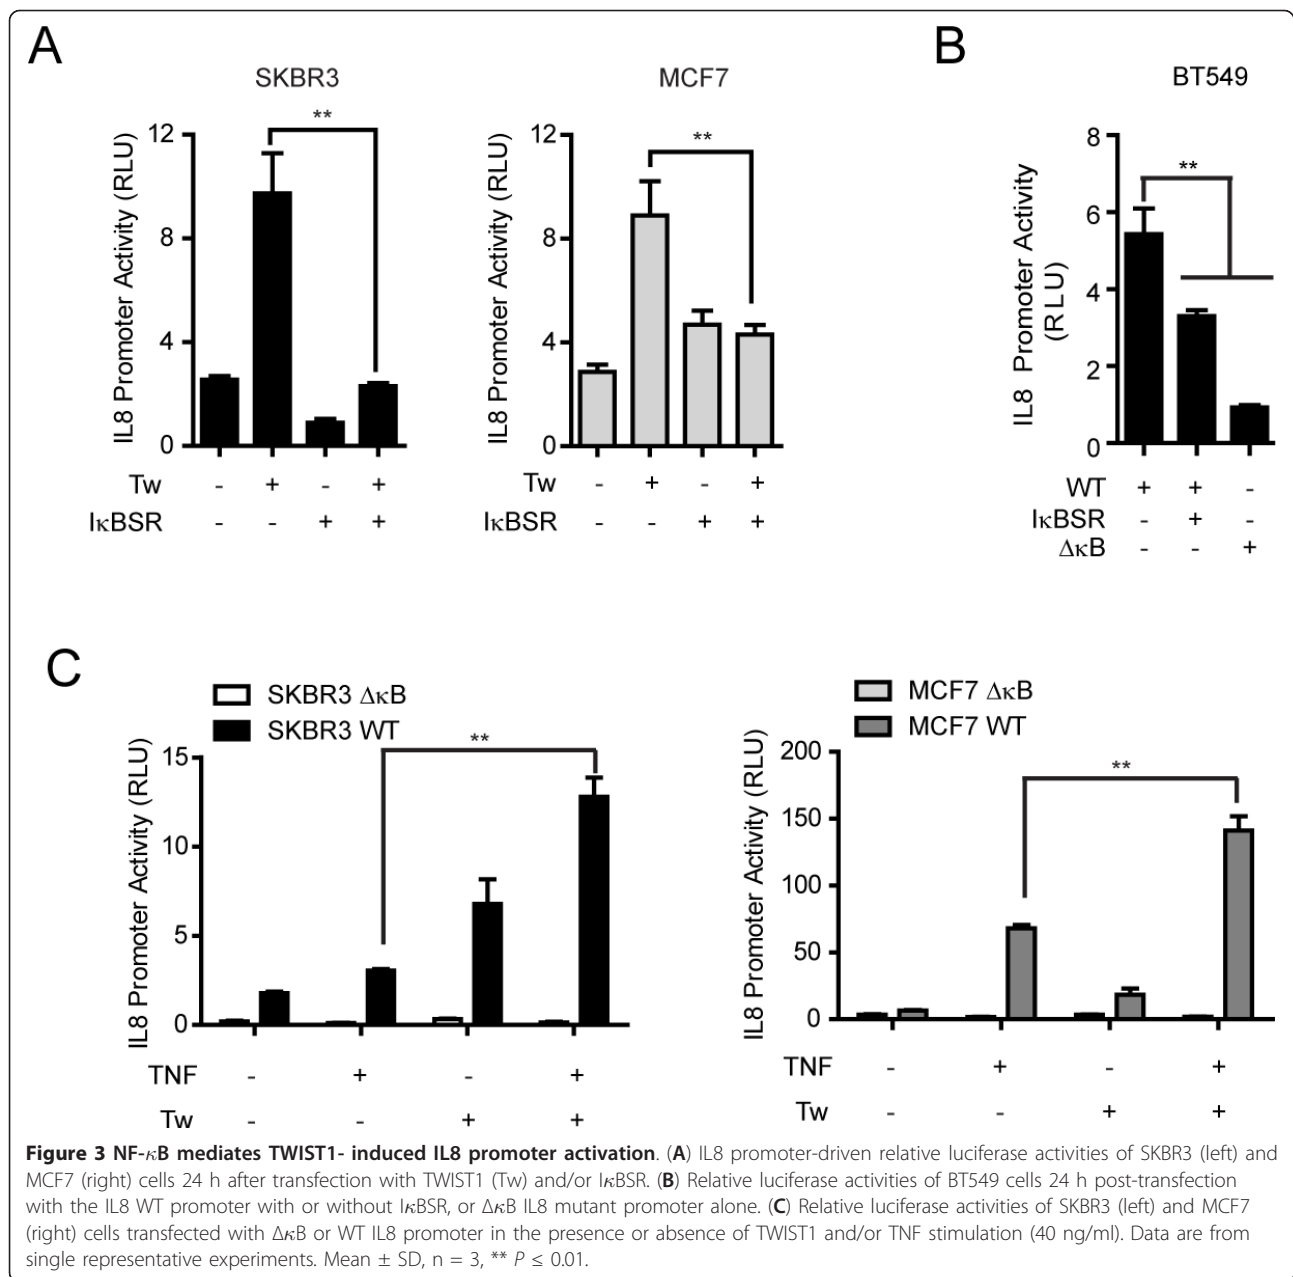 A
B
SKBR3
MCF7
BT549
IL8 Promoter Activity (RLU)
12
8
4
0
**
Tw - + - +
IκBSR - - + +
IL8 Promoter Activity (RLU)
12
8
4
0
**
Tw - + - +
IκBSR - - + +
IL8 Promoter Activity
(RLU)
8
6
4
2
0
**
WT + + -
IκBSR - + -
ΔκB - - +
C
SKBR3 ΔκB
SKBR3 WT
IL8 Promoter Activity (RLU)
15
10
5
0
**
TNF - + - +
Tw - - + +
MCF7 ΔκB
MCF7 WT
IL8 Promoter Activity (RLU)
200
150
100
50
0
**
TNF - + - +
Tw - - + +
Figure 3 NF-κB mediates TWIST1- induced IL8 promoter activation. (A) IL8 promoter-driven relative luciferase activities of SKBR3 (left) and
MCF7 (right) cells 24 h after transfection with TWIST1 (Tw) and/or IκBSR. (B) Relative luciferase activities of BT549 cells 24 h post-transfection
with the IL8 WT promoter with or without IκBSR, or ΔκB IL8 mutant promoter alone. (C) Relative luciferase activities of SKBR3 (left) and MCF7
(right) cells transfected with ΔκB or WT IL8 promoter in the presence or absence of TWIST1 and/or TNF stimulation (40 ng/ml). Data are from
single representative experiments. Mean ± SD, n = 3, ** P ≤ 0.01.